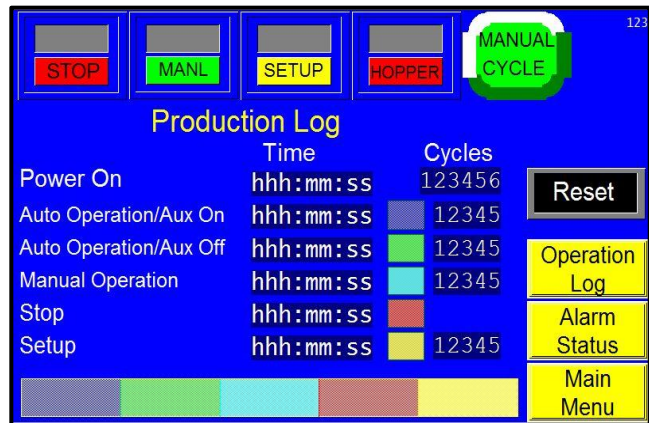 123
STOP MANL SETUP HOPPER MANUAL CYCLE
Production Log
Time Cycles
Power On hhh:mm:ss 123456
Reset
Auto Operation/Aux On hhh:mm:ss 12345
Auto Operation/Aux Off hhh:mm:ss 12345
Operation
Log
Manual Operation hhh:mm:ss 12345
Stop hhh:mm:ss
Alarm
Status
Setup hhh:mm:ss 12345
Main
Menu